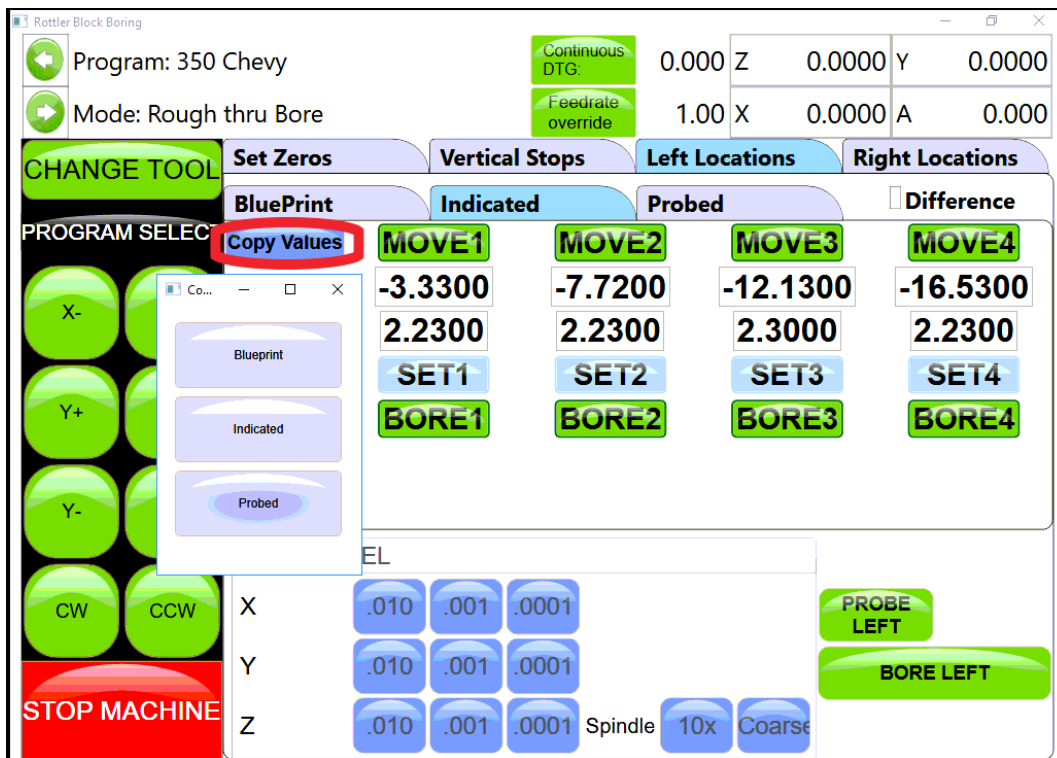 Rottler Block Boring
Program: 350 Chevy
Continuous DTG:
0.000 Z 0.0000 Y 0.0000
Mode: Rough thru Bore
Feedrate override
1.00 X 0.0000 A 0.000
CHANGE TOOL
Set Zeros Vertical Stops Left Locations Right Locations
BluePrint Indicated Probed Difference
PROGRAM SELEC
Copy Values MOVE1 MOVE2 MOVE3 MOVE4
-3.3300 -7.7200 -12.1300 -16.5300
2.2300 2.2300 2.3000 2.2300
SET1 SET2 SET3 SET4
BORE1 BORE2 BORE3 BORE4
Co...
Blueprint
Indicated
Probed
X-
Y+
Y-
CW CCW
STOP MACHINE
EL
X .010 .001 .0001
Y .010 .001 .0001
Z .010 .001 .0001 Spindle 10x Coarse
PROBE
LEFT
BORE LEFT